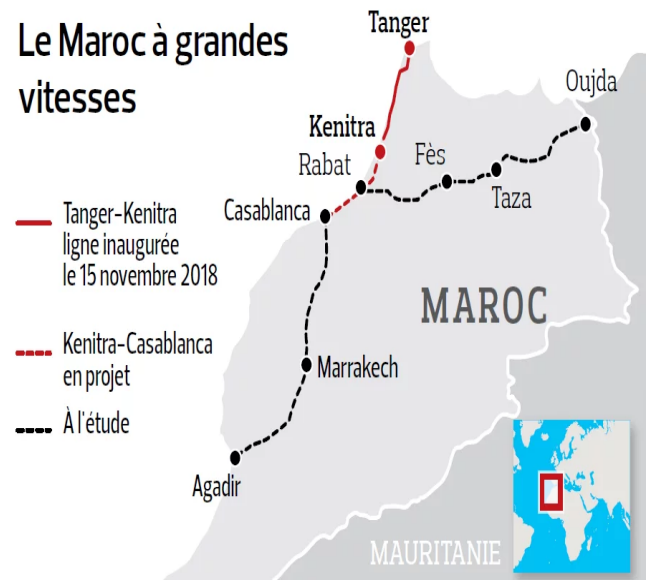 Le Maroc à grandes
vitesses
Tanger
Oujda
Kenitra
Rabat
Fès
Taza
Casablanca
Tanger-Kenitra
ligne inaugurée
le 15 novembre 2018
MAROC
Kenitra-Casablanca
en projet
Marrakech
À l'étude
Agadir
MAURITANIE